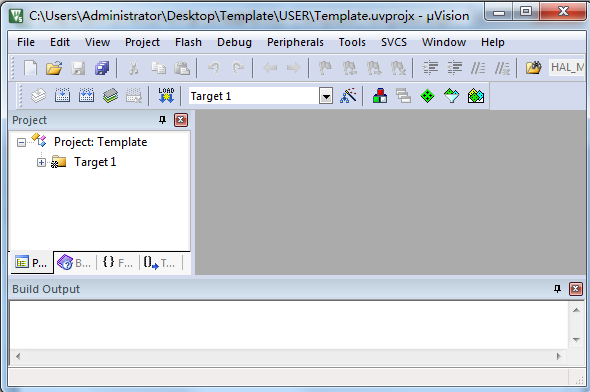 C:\Users\Administrator\Desktop\Template\USER\Template.uvprojx - µVision
File Edit View Project Flash Debug Peripherals Tools SVCS Window Help
HAL_M
LOAD Target 1
Project
Project: Template
Target 1
P... B... {} F... T...
Build Output